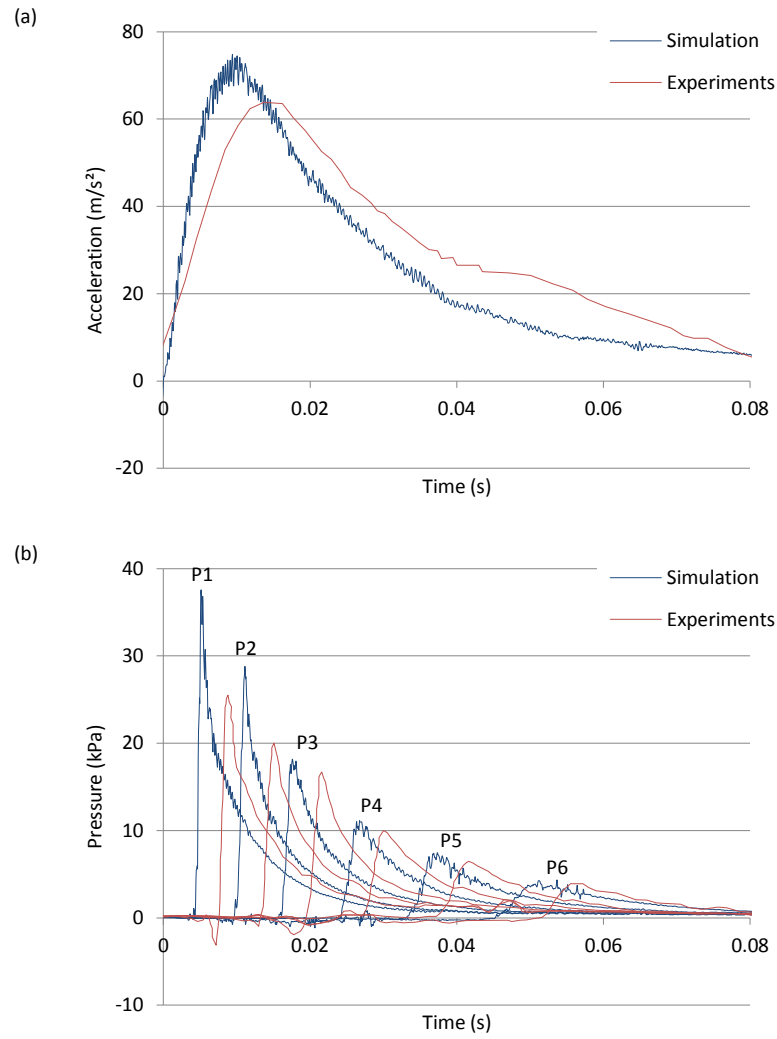 (a)
80
60
40
20
0
-20
Acceleration (m/s²)
0
0.02
0.04
0.06
0.08
Time (s)
Simulation
Experiments
(b)
40
30
20
10
0
-10
Pressure (kPa)
P1
P2
P3
P4
P5
P6
0
0.02
0.04
0.06
0.08
Time (s)
Simulation
Experiments